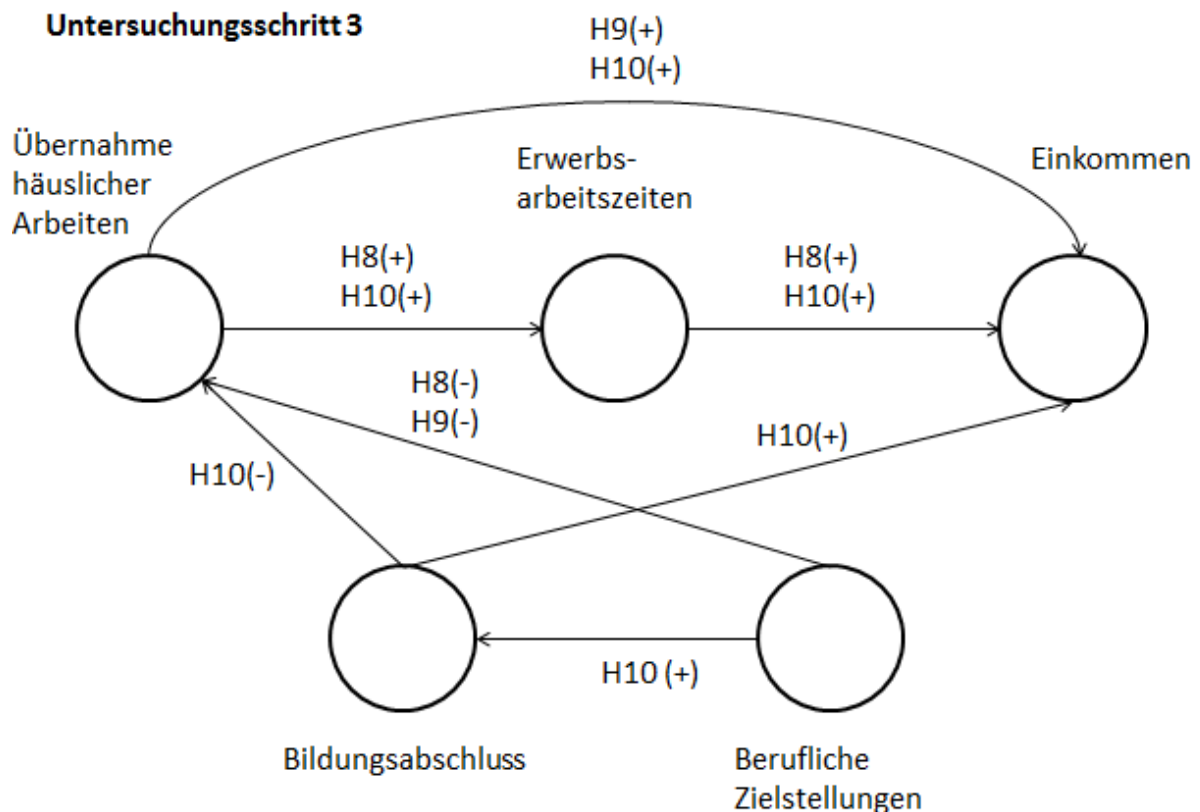 Untersuchungsschritt 3
H9(+)
H10(+)
Übernahme
häuslicher
Arbeiten
Erwerbs-
arbeitszeiten
Einkommen
H8(+)
H10(+)
H8(+)
H10(+)
H8(-)
H9(-)
H10(+)
H10(-)
H10 (+)
Bildungsabschluss
Berufliche
Zielstellungen